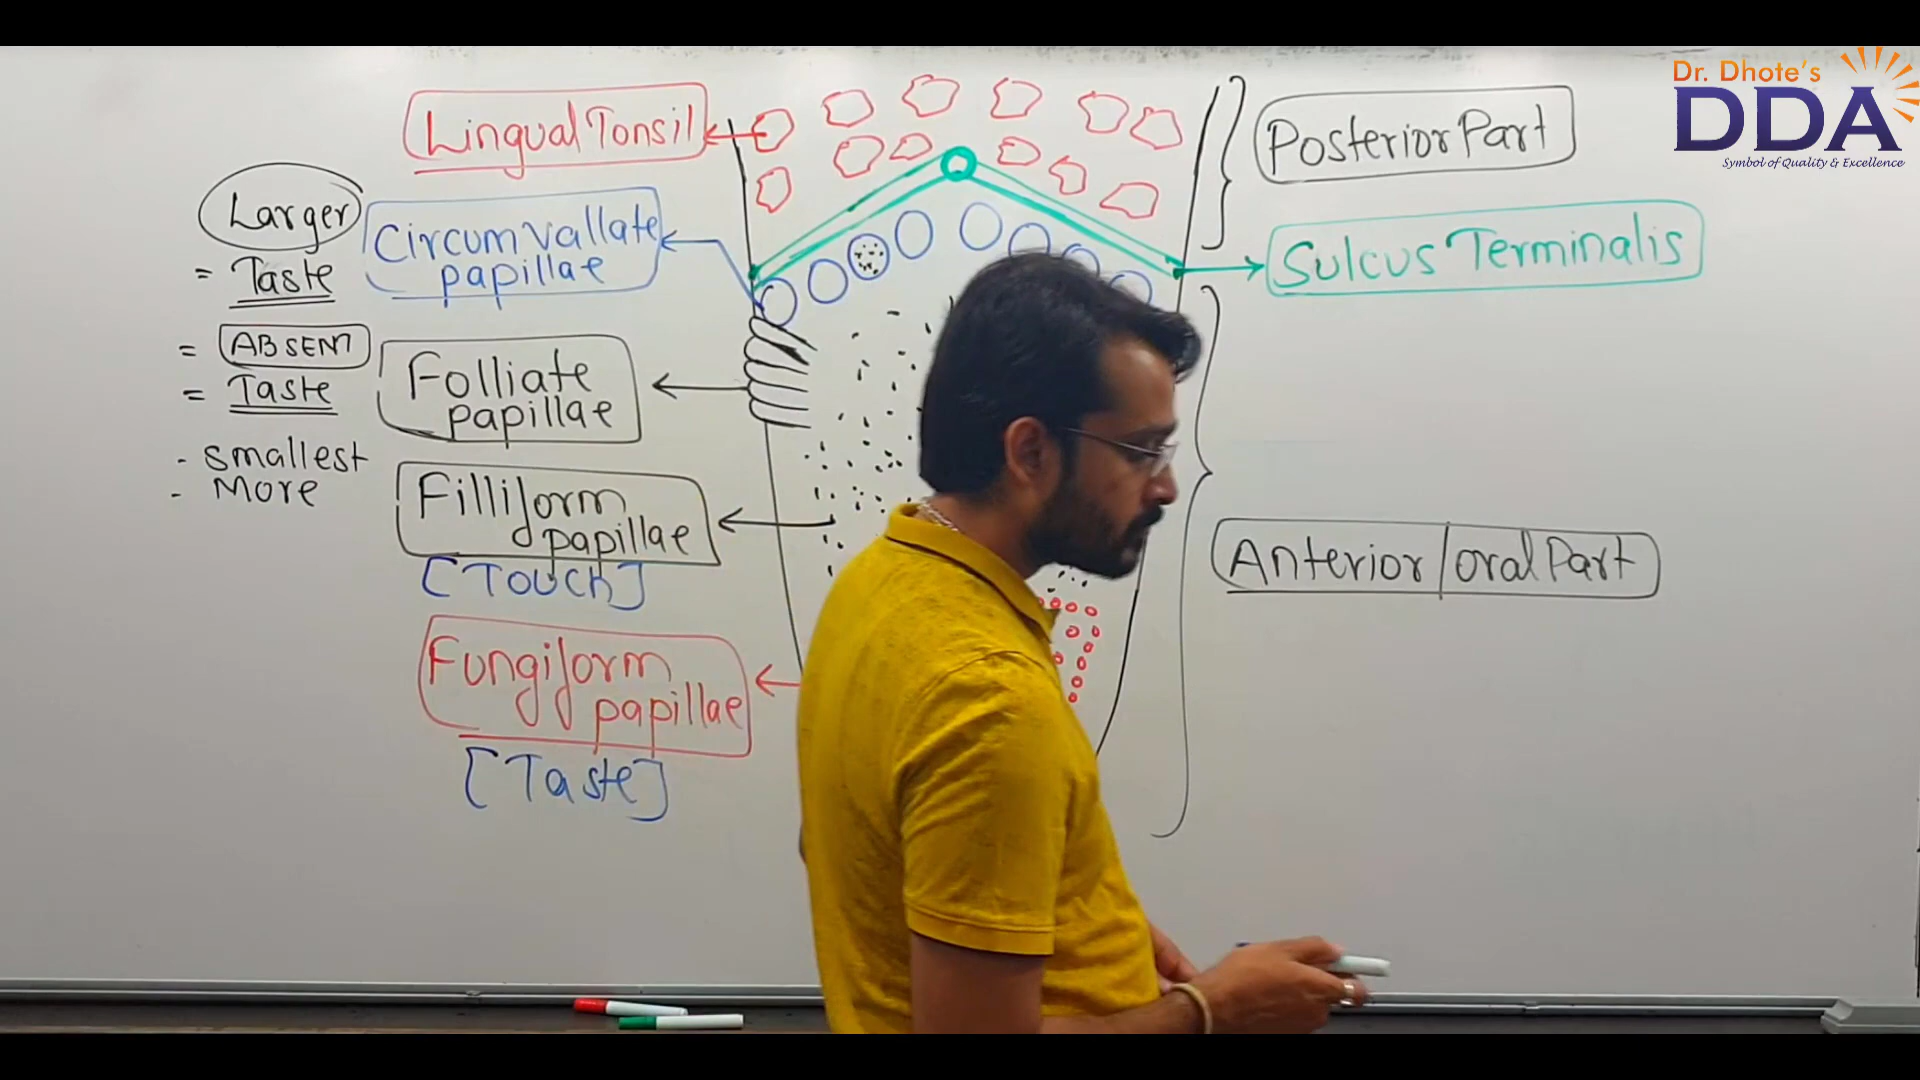 Dr. Dhote's
DDA
Symbol of Quality & Excellence
Lingual Tonsil
Posterior Part
Larger
= Taste
Circumvallate
papillae
Sulcus Terminalis
= ABSENT
= Taste
Folliate
papillae
- smallest
- More
Filliform
papillae
[TOUCH]
Anterior/oral Part
Fungiform
papillae
[Taste]